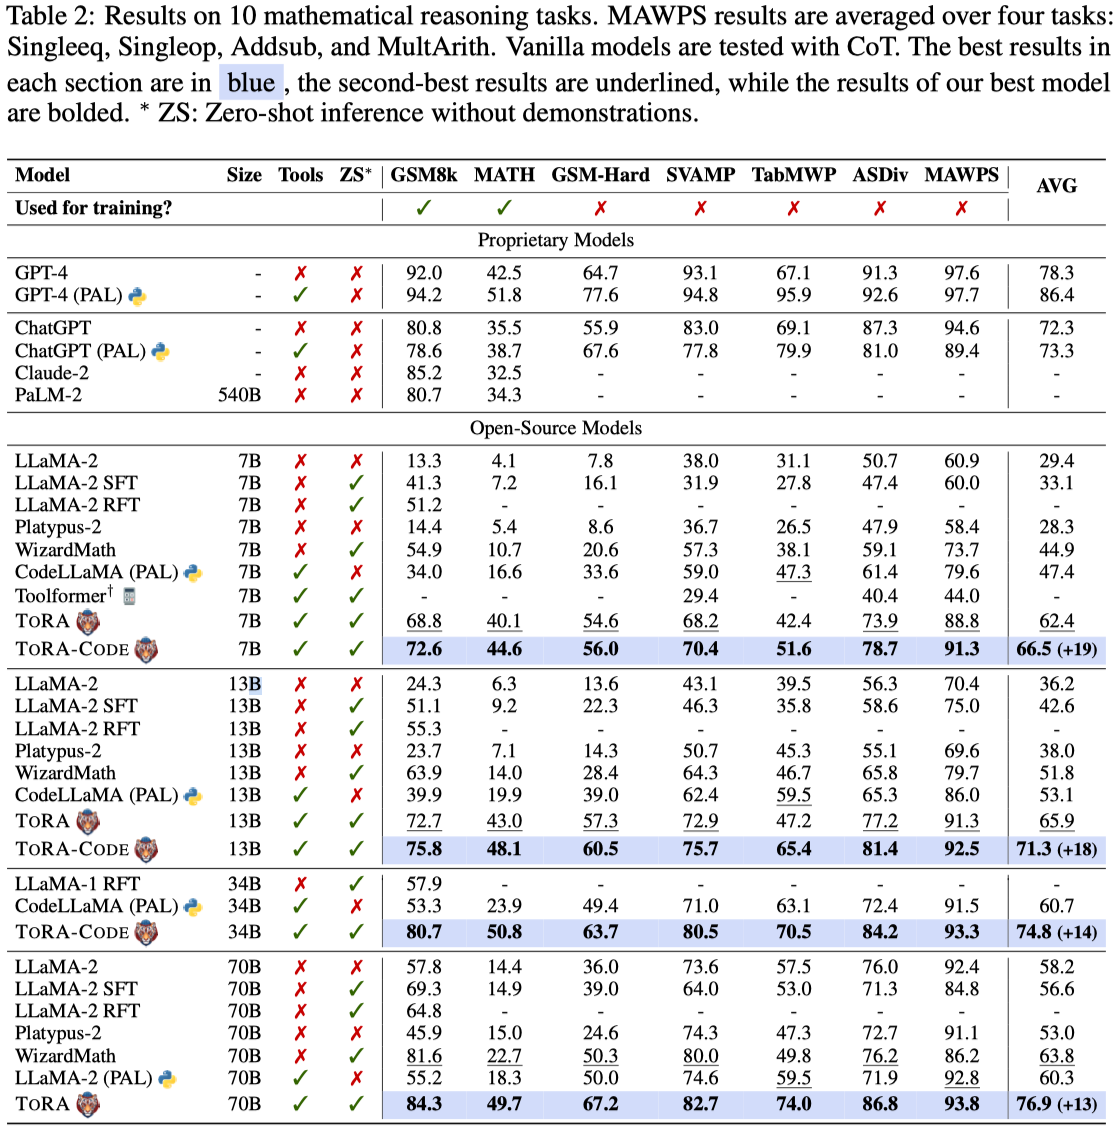 Table 2: Results on 10 mathematical reasoning tasks. MAWPS results are averaged over four tasks:
Singleeq, Singleop, Addsub, and MultArith. Vanilla models are tested with CoT. The best results in
each section are in blue , the second-best results are underlined, while the results of our best model
are bolded. * ZS: Zero-shot inference without demonstrations.
Model Size Tools ZS* GSM8k MATH GSM-Hard SVAMP TabMWP ASDiv MAWPS AVG
Used for training? ✓ ✓ ✗ ✗ ✗ ✗ ✗
Proprietary Models
GPT-4 - ✗ ✗ 92.0 42.5 64.7 93.1 67.1 91.3 97.6 78.3
GPT-4 (PAL) - ✓ ✗ 94.2 51.8 77.6 94.8 95.9 92.6 97.7 86.4
ChatGPT - ✗ ✗ 80.8 35.5 55.9 83.0 69.1 87.3 94.6 72.3
ChatGPT (PAL) - ✓ ✗ 78.6 38.7 67.6 77.8 79.9 81.0 89.4 73.3
Claude-2 - ✗ ✗ 85.2 32.5 - - - - - -
PaLM-2 540B ✗ ✗ 80.7 34.3 - - - - - -
Open-Source Models
LLaMA-2 7B ✗ ✗ 13.3 4.1 7.8 38.0 31.1 50.7 60.9 29.4
LLaMA-2 SFT 7B ✗ ✓ 41.3 7.2 16.1 31.9 27.8 47.4 60.0 33.1
LLaMA-2 RFT 7B ✗ ✓ 51.2 - - - - - - -
Platypus-2 7B ✗ ✗ 14.4 5.4 8.6 36.7 26.5 47.9 58.4 28.3
WizardMath 7B ✗ ✓ 54.9 10.7 20.6 57.3 38.1 59.1 73.7 44.9
CodeLLaMA (PAL) 7B ✓ ✗ 34.0 16.6 33.6 59.0 47.3 61.4 79.6 47.4
Toolformer† 7B ✓ ✓ - - - 29.4 - 40.4 44.0 -
TORA 7B ✓ ✓ 68.8 40.1 54.6 68.2 42.4 73.9 88.8 62.4
TORA-CODE 7B ✓ ✓ 72.6 44.6 56.0 70.4 51.6 78.7 91.3 66.5 (+19)
LLaMA-2 13B ✗ ✗ 24.3 6.3 13.6 43.1 39.5 56.3 70.4 36.2
LLaMA-2 SFT 13B ✗ ✓ 51.1 9.2 22.3 46.3 35.8 58.6 75.0 42.6
LLaMA-2 RFT 13B ✗ ✓ 55.3 - - - - - - -
Platypus-2 13B ✗ ✗ 23.7 7.1 14.3 50.7 45.3 55.1 69.6 38.0
WizardMath 13B ✗ ✓ 63.9 14.0 28.4 64.3 46.7 65.8 79.7 51.8
CodeLLaMA (PAL) 13B ✓ ✗ 39.9 19.9 39.0 62.4 59.5 65.3 86.0 53.1
TORA 13B ✓ ✓ 72.7 43.0 57.3 72.9 47.2 77.2 91.3 65.9
TORA-CODE 13B ✓ ✓ 75.8 48.1 60.5 75.7 65.4 81.4 92.5 71.3 (+18)
LLaMA-1 RFT 34B ✗ ✓ 57.9 - - - - - - -
CodeLLaMA (PAL) 34B ✓ ✗ 53.3 23.9 49.4 71.0 63.1 72.4 91.5 60.7
TORA-CODE 34B ✓ ✓ 80.7 50.8 63.7 80.5 70.5 84.2 93.3 74.8 (+14)
LLaMA-2 70B ✗ ✗ 57.8 14.4 36.0 73.6 57.5 76.0 92.4 58.2
LLaMA-2 SFT 70B ✗ ✓ 69.3 14.9 39.0 64.0 53.0 71.3 84.8 56.6
LLaMA-2 RFT 70B ✗ ✓ 64.8 - - - - - - -
Platypus-2 70B ✗ ✗ 45.9 15.0 24.6 74.3 47.3 72.7 91.1 53.0
WizardMath 70B ✗ ✓ 81.6 22.7 50.3 80.0 49.8 76.2 86.2 63.8
LLaMA-2 (PAL) 70B ✓ ✗ 55.2 18.3 50.0 74.6 59.5 71.9 92.8 60.3
TORA 70B ✓ ✓ 84.3 49.7 67.2 82.7 74.0 86.8 93.8 76.9 (+13)